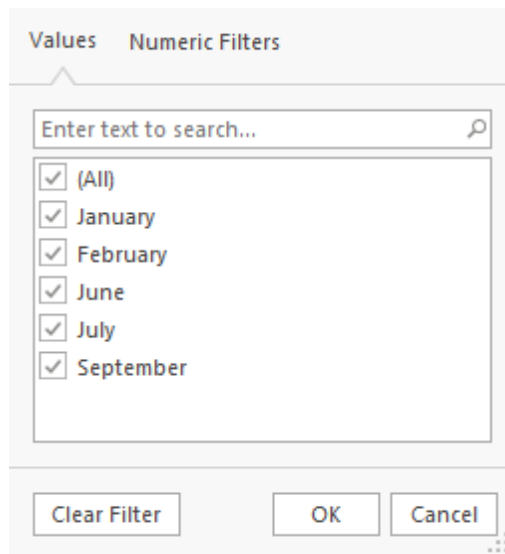 Values Numeric Filters
Enter text to search...
(All)
January
February
June
July
September
Clear Filter OK Cancel